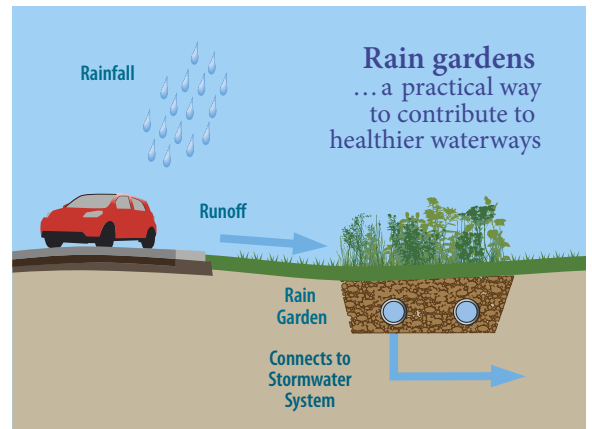 Rainfall
Rain gardens
...a practical way
to contribute to
healthier waterways
Runoff
Rain
Garden
Connects to
Stormwater
System